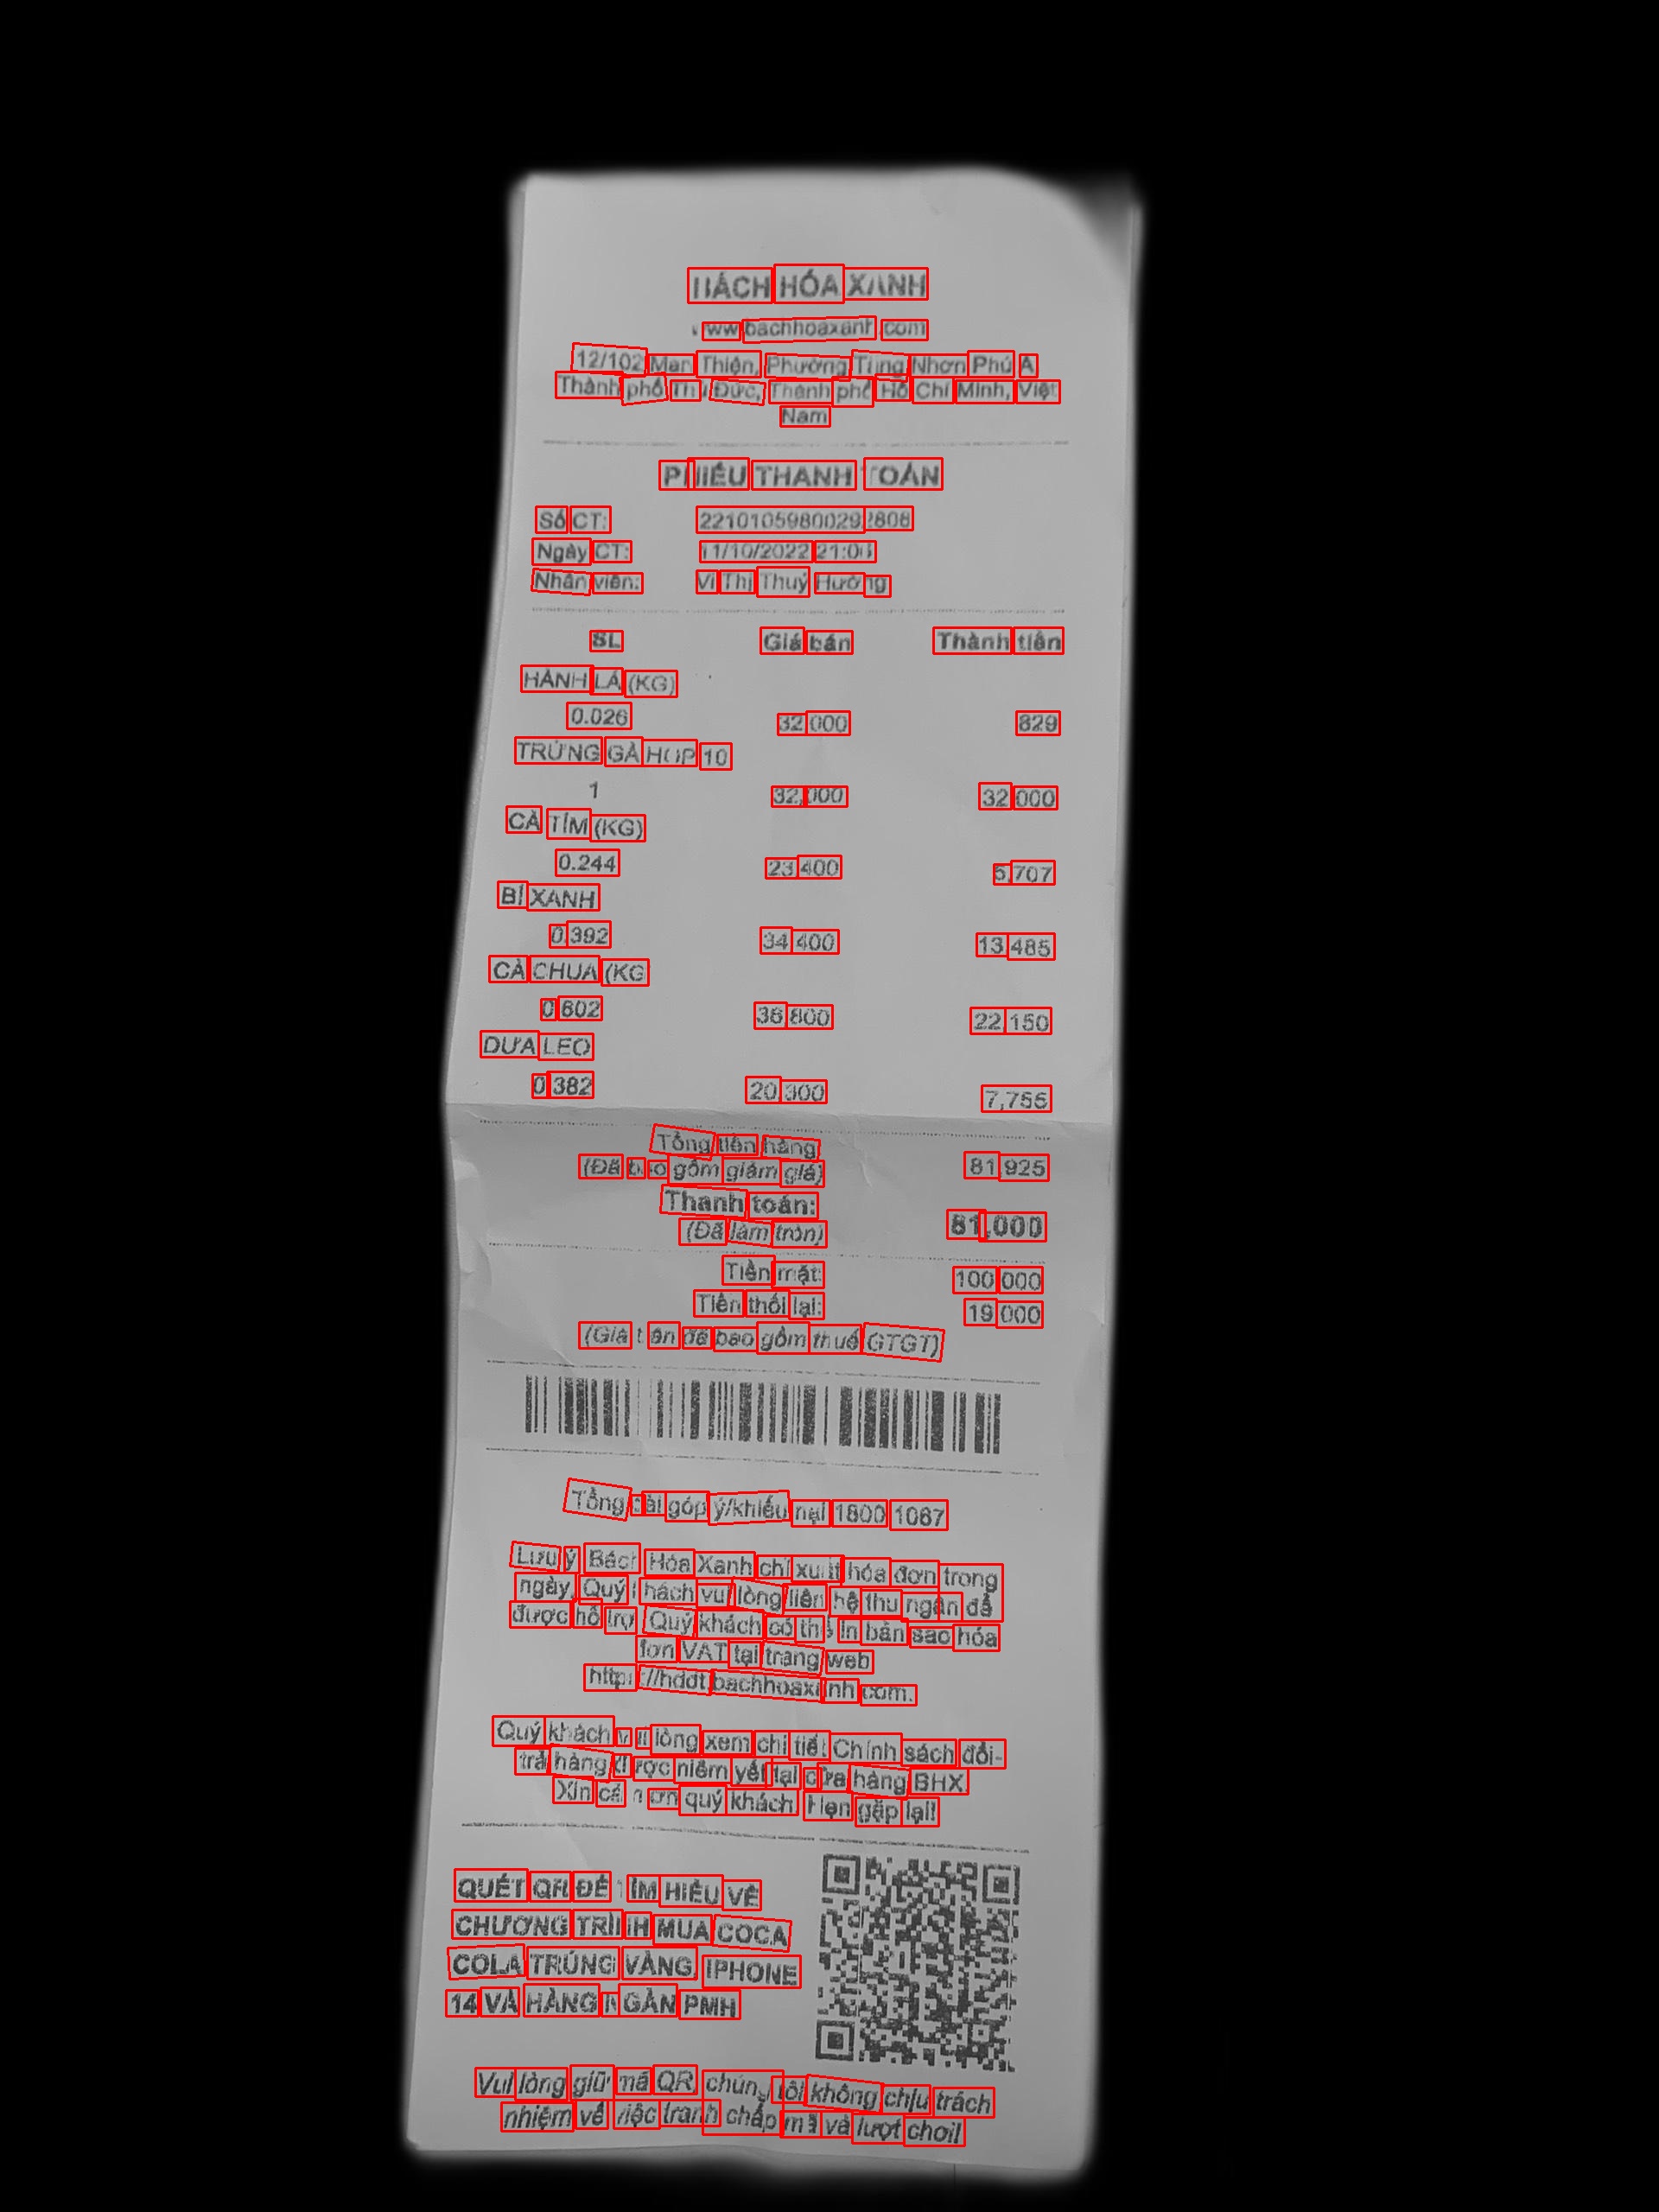 BÁCH HÓA XANH
www.bachhoaxanh.com
12/102 Man Thiện, Phường Tăng Nhơn Phú A
Thành phố Thủ Đức, Thành phố Hồ Chí Minh, Việt
Nam
PHIẾU THANH TOÁN
Số CT: 22101059800292808
Ngày CT: 11/10/2022
Nhân viên: Vi Thị Thuý Hường
SL Giá bán Thành tiền
HÀNH LÁ (KG)
0.026 32,000 829
TRỨNG GÀ HỘP 10
1 32,000 32,000
CÀ TÍM (KG)
0.244 23,400 5,707
BÍ XANH
0.392 34,400 13,485
CÀ CHUA (KG
0.602 36,800 22,150
DƯA LEO
0.382 20,300 7,755
Tổng tiền hàng 81,925
(Đã bao gồm giảm giá)
Thanh toán: 81,000
(Đã làm tròn)
Tiền mặt: 100,000
Tiền thối lại: 19,000
(Giá tiền đã bao gồm thuế GTGT)
Tổng đài góp ý/khiếu nại 1800 1067
Lưu ý Bách Hóa Xanh chỉ xuất hóa đơn trong
ngày, Quý khách vui lòng liên hệ thu ngân để
được hỗ trợ. Quý khách có thể in bản sao hóa
đơn VAT tại trang web
http://hddt.bachhoaxanh.com.
Quý khách vui lòng xem chi tiết Chính sách đổi-
trả hàng được niêm yết tại cửa hàng BHX
Xin cám ơn quý khách. Hẹn gặp lại!
QUÉT QR ĐỂ TÌM HIỂU VỀ
CHƯƠNG TRÌNH MUA COCA
COLA TRÚNG VÀNG, IPHONE
14 VÀ HÀNG NGÀN PMH
Vui lòng giữ mã QR, chúng tôi không chịu trách
nhiệm về việc tranh chấp mã và lượt chơi!